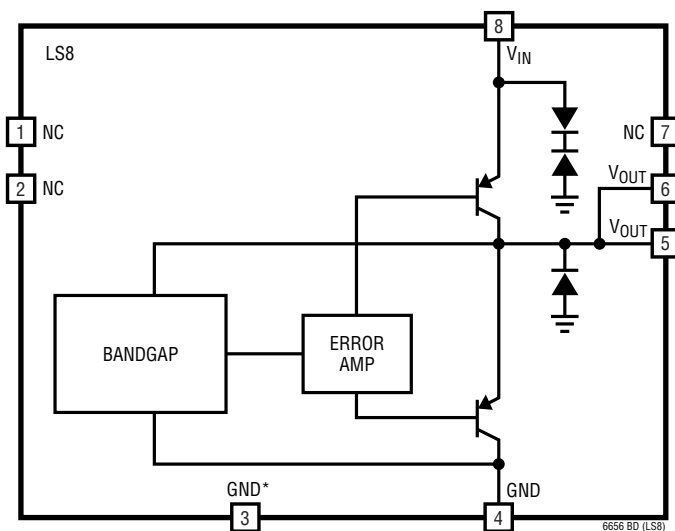 8
LS8
VIN
1 NC
NC 7
2 NC
VOUT
6
VOUT
5
BANDGAP
ERROR
AMP
GND*
GND
3
4
6656 BD (LS8)